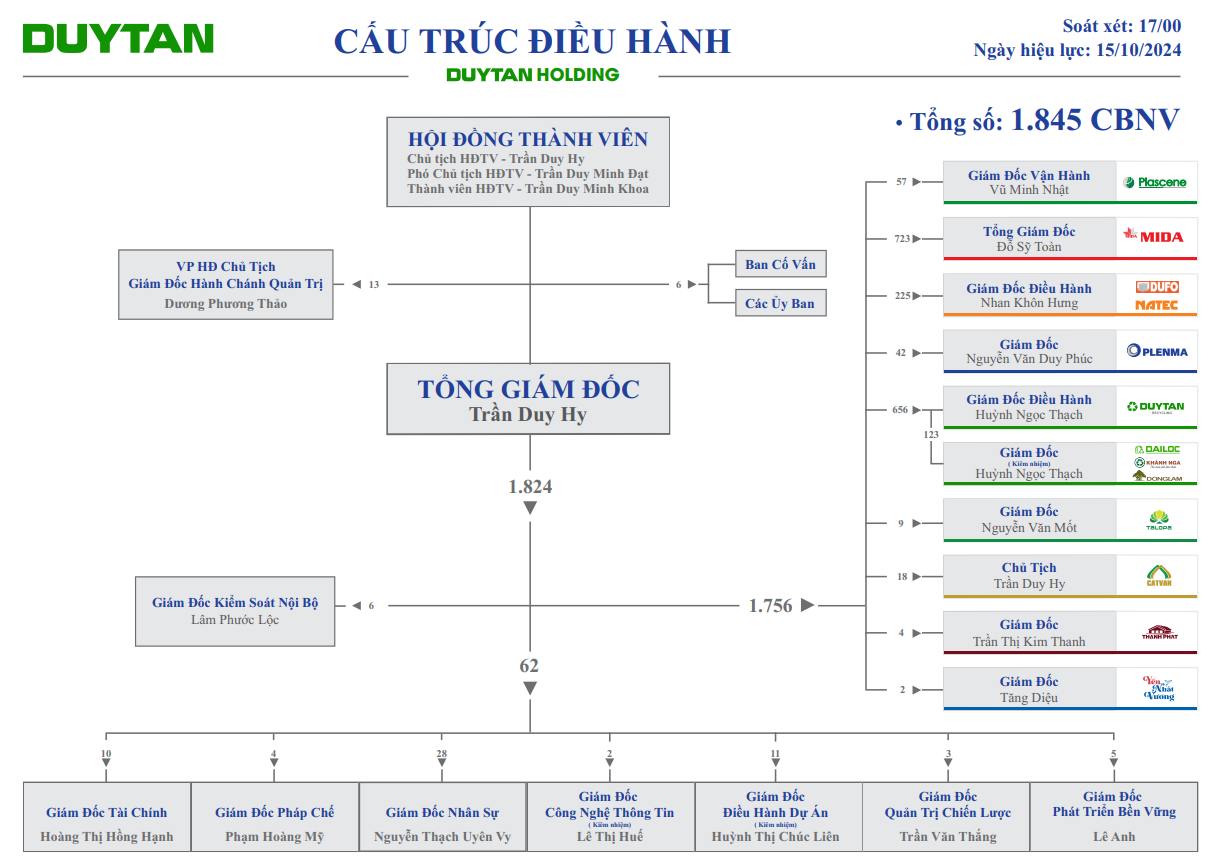 DUYTAN
CẤU TRÚC ĐIỀU HÀNH
DUYTAN HOLDING
Soát xét: 17/00
Ngày hiệu lực: 15/10/2024
• Tổng số: 1.845 CBNV
HỘI ĐỒNG THÀNH VIÊN
Chủ tịch HĐTV - Trần Duy Hy
Phó Chủ tịch HĐTV - Trần Duy Minh Đạt
Thành viên HĐTV - Trần Duy Minh Khoa
VP HĐ Chủ Tịch
Giám Đốc Hành Chánh Quản Trị
Dương Phương Thảo
13
6
Ban Cố Vấn
Các Ủy Ban
TỔNG GIÁM ĐỐC
Trần Duy Hy
1.824
Giám Đốc Kiểm Soát Nội Bộ
Lâm Phước Lộc
6
1.756
62
57
Giám Đốc Vận Hành
Vũ Minh Nhật
Plascene
723
Tổng Giám Đốc
Đỗ Sỹ Toàn
MIDA
225
Giám Đốc Điều Hành
Nhan Khôn Hưng
DUFO
NATEC
42
Giám Đốc
Nguyễn Văn Duy Phúc
PLENMA
656
Giám Đốc Điều Hành
Huỳnh Ngọc Thạch
DUYTAN
RECYCLING
123
Giám Đốc
( Kiêm nhiệm)
Huỳnh Ngọc Thạch
DAILOC
KHÁNH NGA
DONGLAM
9
Giám Đốc
Nguyễn Văn Mốt
18
Chủ Tịch
Trần Duy Hy
CATVAN
4
Giám Đốc
Trần Thị Kim Thanh
THANH PHAT
2
Giám Đốc
Tăng Diệu
Yến
Nhất
Vương
10
Giám Đốc Tài Chính
Hoàng Thị Hồng Hạnh
4
Giám Đốc Pháp Chế
Phạm Hoàng Mỹ
28
Giám Đốc Nhân Sự
Nguyễn Thạch Uyên Vy
2
Giám Đốc
Công Nghệ Thông Tin
( Kiêm nhiệm)
Lê Thị Huế
11
Giám Đốc
Điều Hành Dự Án
( Kiêm nhiệm)
Huỳnh Thị Chúc Liên
3
Giám Đốc
Quản Trị Chiến Lược
Trần Văn Thắng
5
Giám Đốc
Phát Triển Bền Vững
Lê Anh